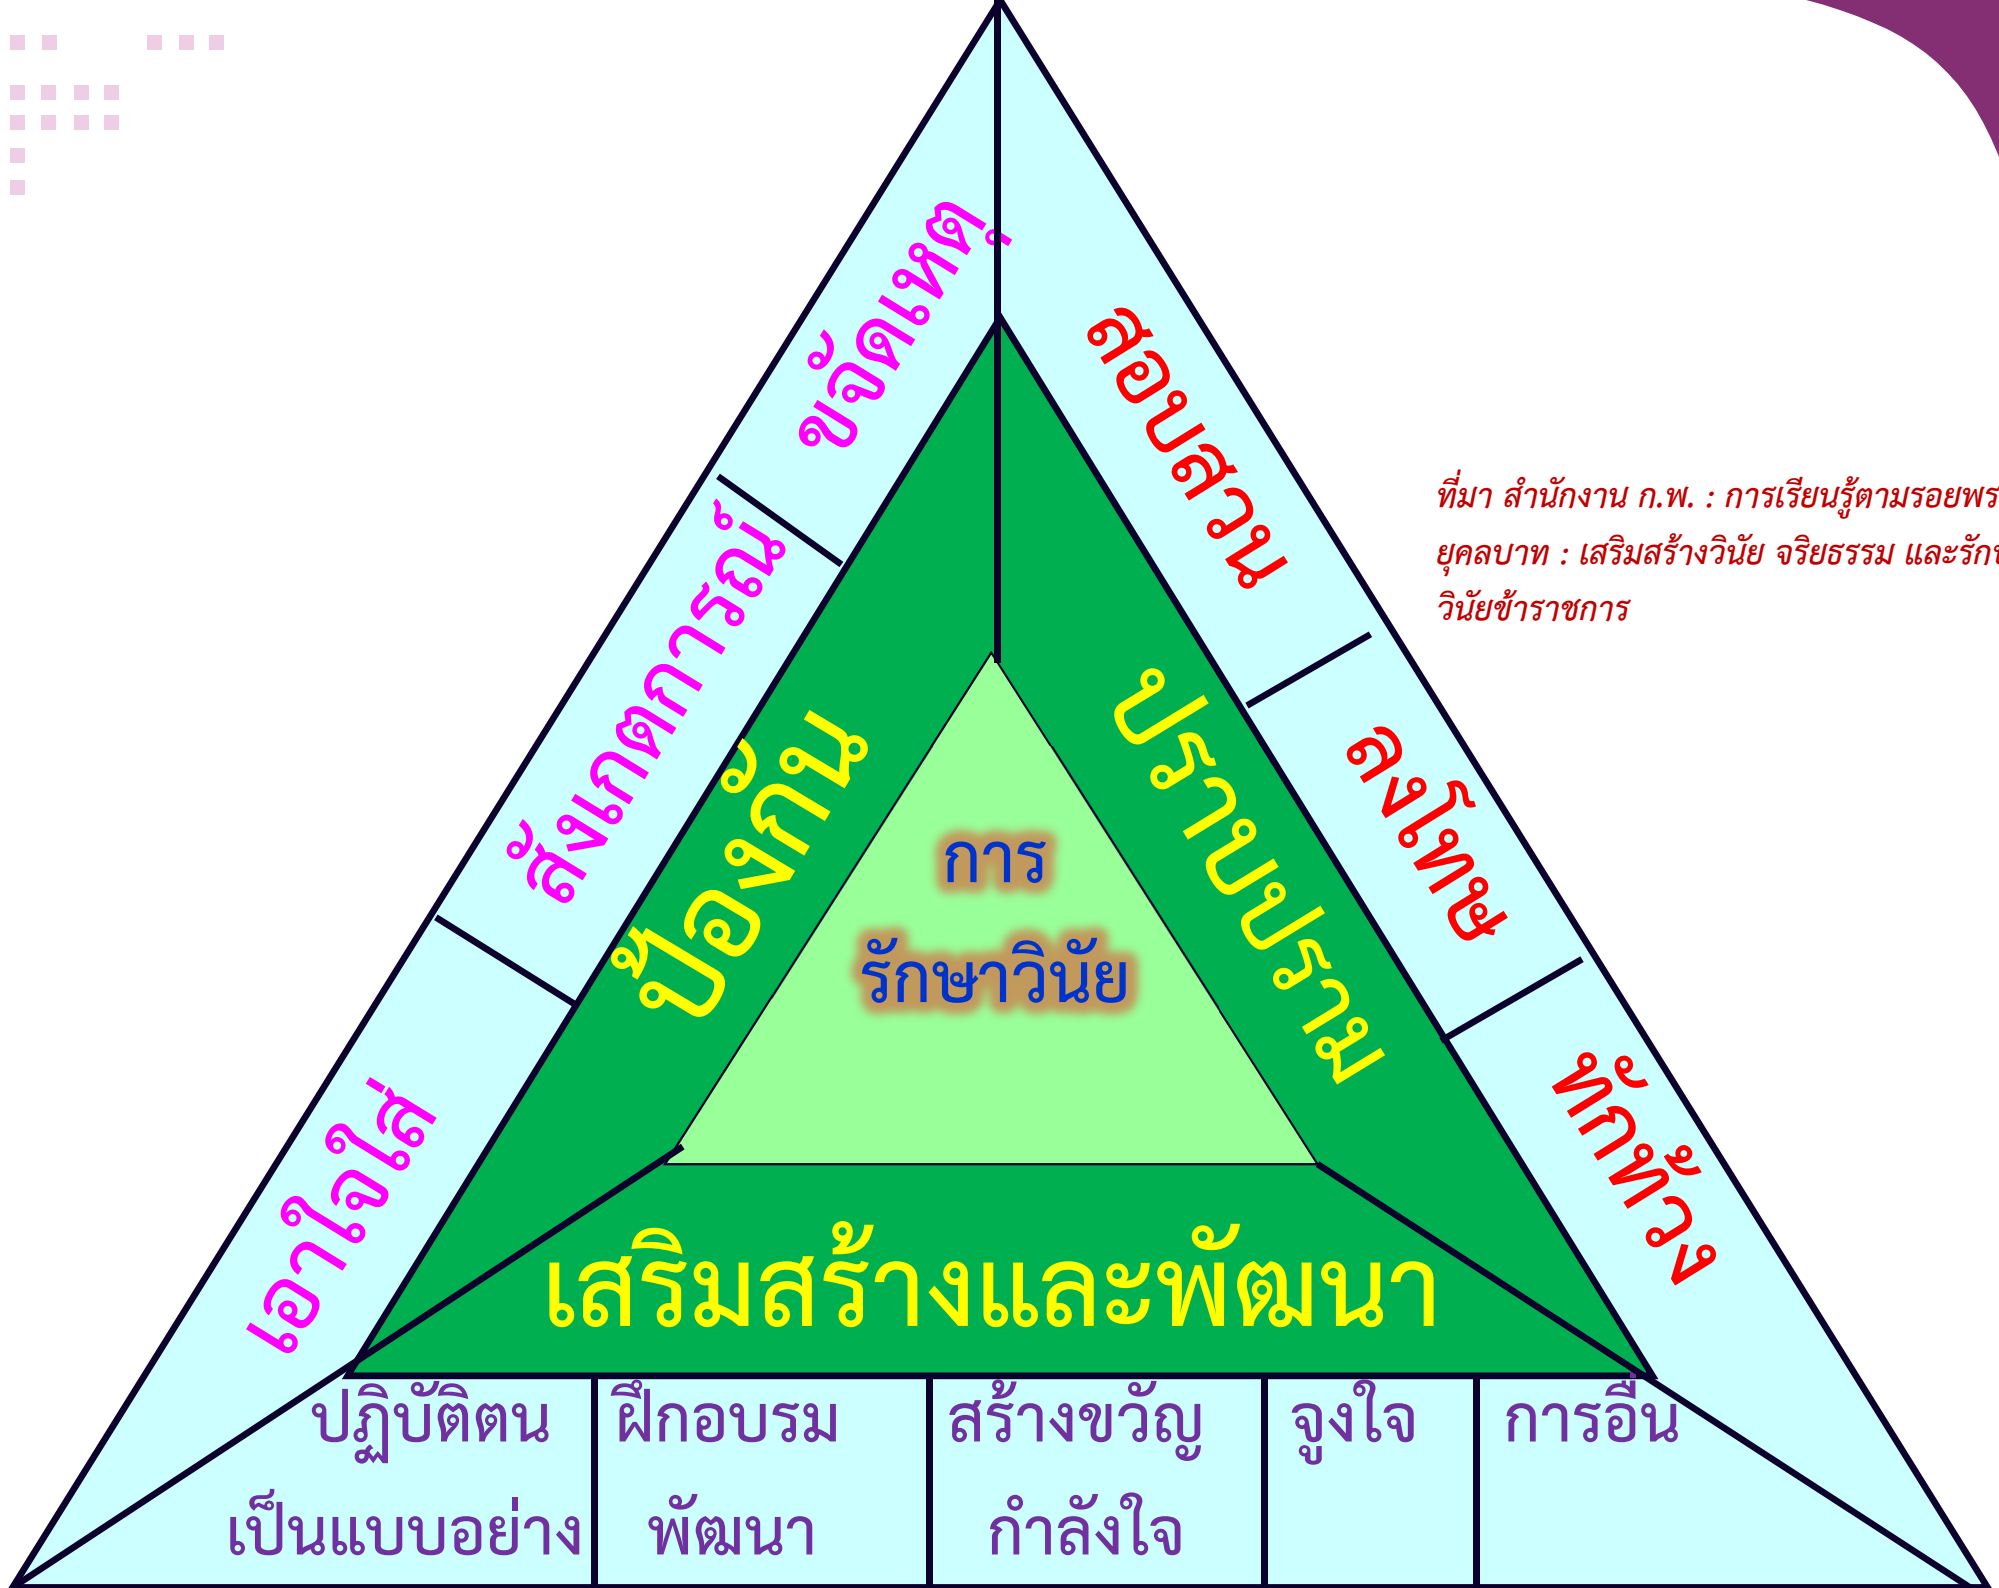 ขจัดเหตุ
สังเกตการณ์
เอาใจใส่
สอบสวน
ลงโทษ
ทักท้วง
ที่มา สำนักงาน ก.พ. : การเรียนรู้ตามรอยพร
ยุคลบาท : เสริมสร้างวินัย จริยธรรม และรัก
วินัยข้าราชการ
ป้องกัน
ปราบปราม
การ
รักษาวินัย
เสริมสร้างและพัฒนา
ปฏิบัติตน
เป็นแบบอย่าง
ฝึกอบรม
พัฒนา
สร้างขวัญ
กำลังใจ
จูงใจ
การอื่น